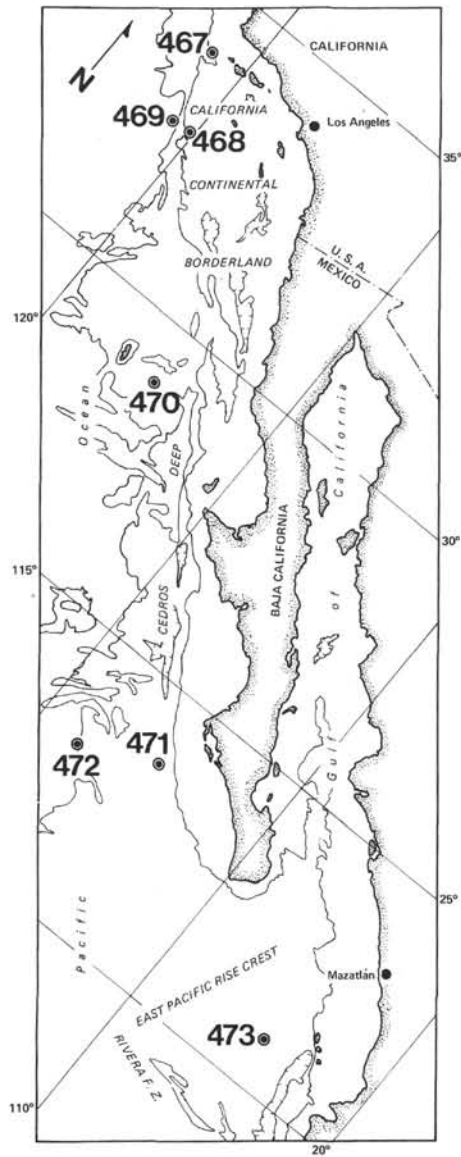 467
CALIFORNIA
N
469
CALIFORNIA
468
Los Angeles
35°
CONTINENTAL
BORDERLAND
U.S.A.
MEXICO
120°
470
Ocean
DEEP
California
BAJA CALIFORNIA
30°
115°
CEDROS
of
471
472
Gulf
25°
Pacific
EAST PACIFIC RISE CREST
Mazatlán
473
RIVERA F. Z.
110°
20°